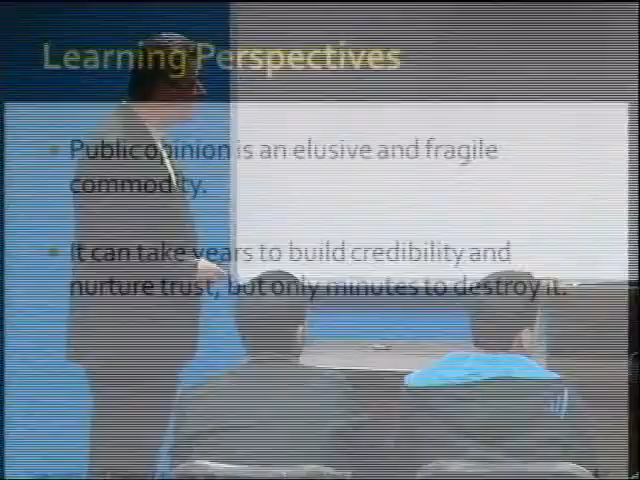 Learning Perspectives
Public opinion is an elusive and fragile
commodity.
It can take years to build credibility and
nurture trust, but only minutes to destroy it.